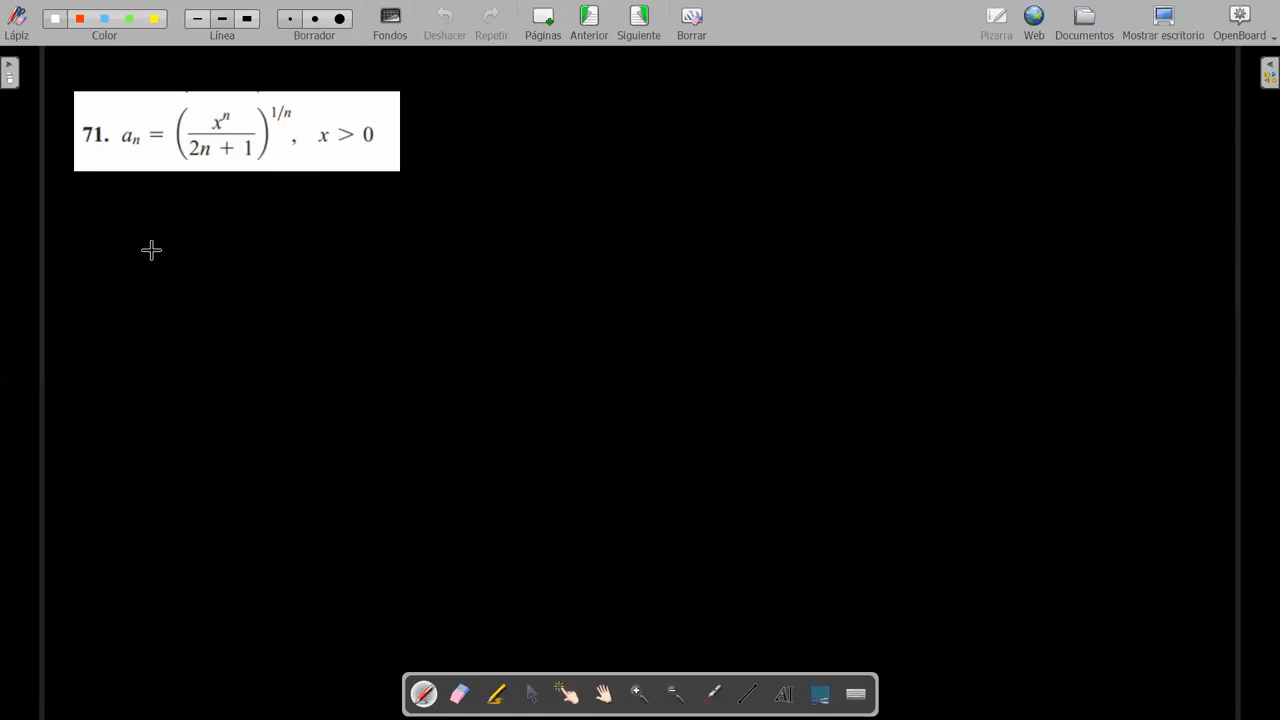 Lápiz Color Línea Borrador Fondos Deshacer Repetir Páginas Anterior Siguiente Borrar Pizarra Web Documentos Mostrar escritorio OpenBoard
71. aₙ = (xⁿ / (2n + 1))^(1/n), x > 0
AI